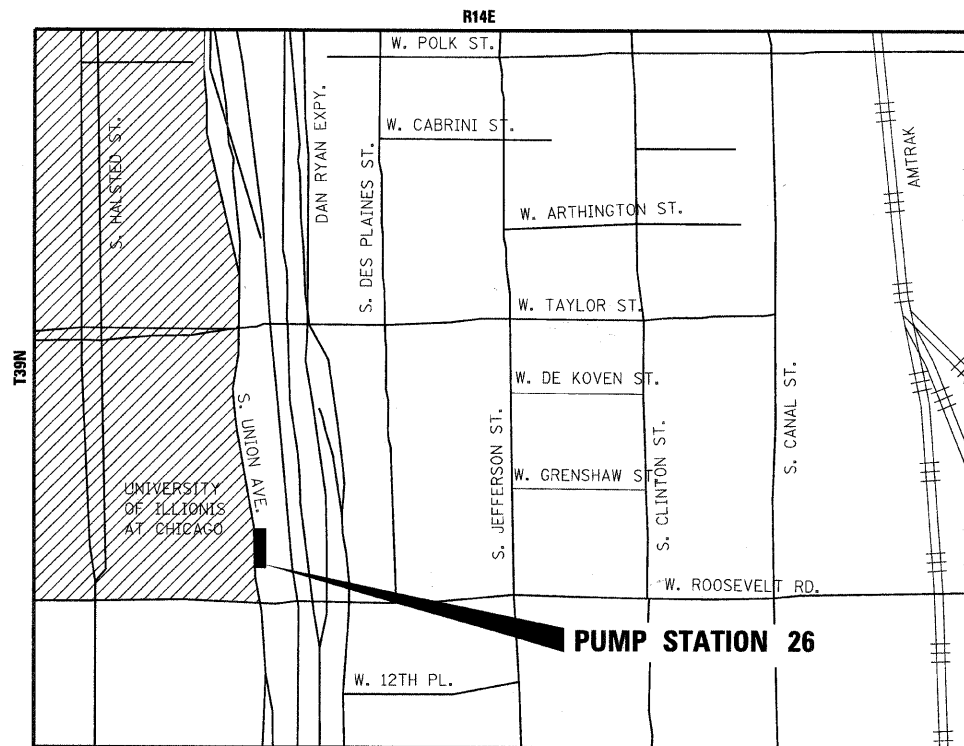 R14E
W. POLK ST.
S. HALSTED ST.
DAN RYAN EXPY.
S. DES PLAINES ST.
W. CABRINI ST.
AMTRAK
W. ARTHINGTON ST.
W. TAYLOR ST.
T39N
W. DE KOVEN ST.
S. UNION AVE.
S. JEFFERSON ST.
S. CLINTON ST.
S. CANAL ST.
W. GRENSHAW ST
UNIVERSITY
OF ILLIONIS
AT CHICAGO
W. ROOSEVELT RD.
PUMP STATION 26
W. 12TH PL.